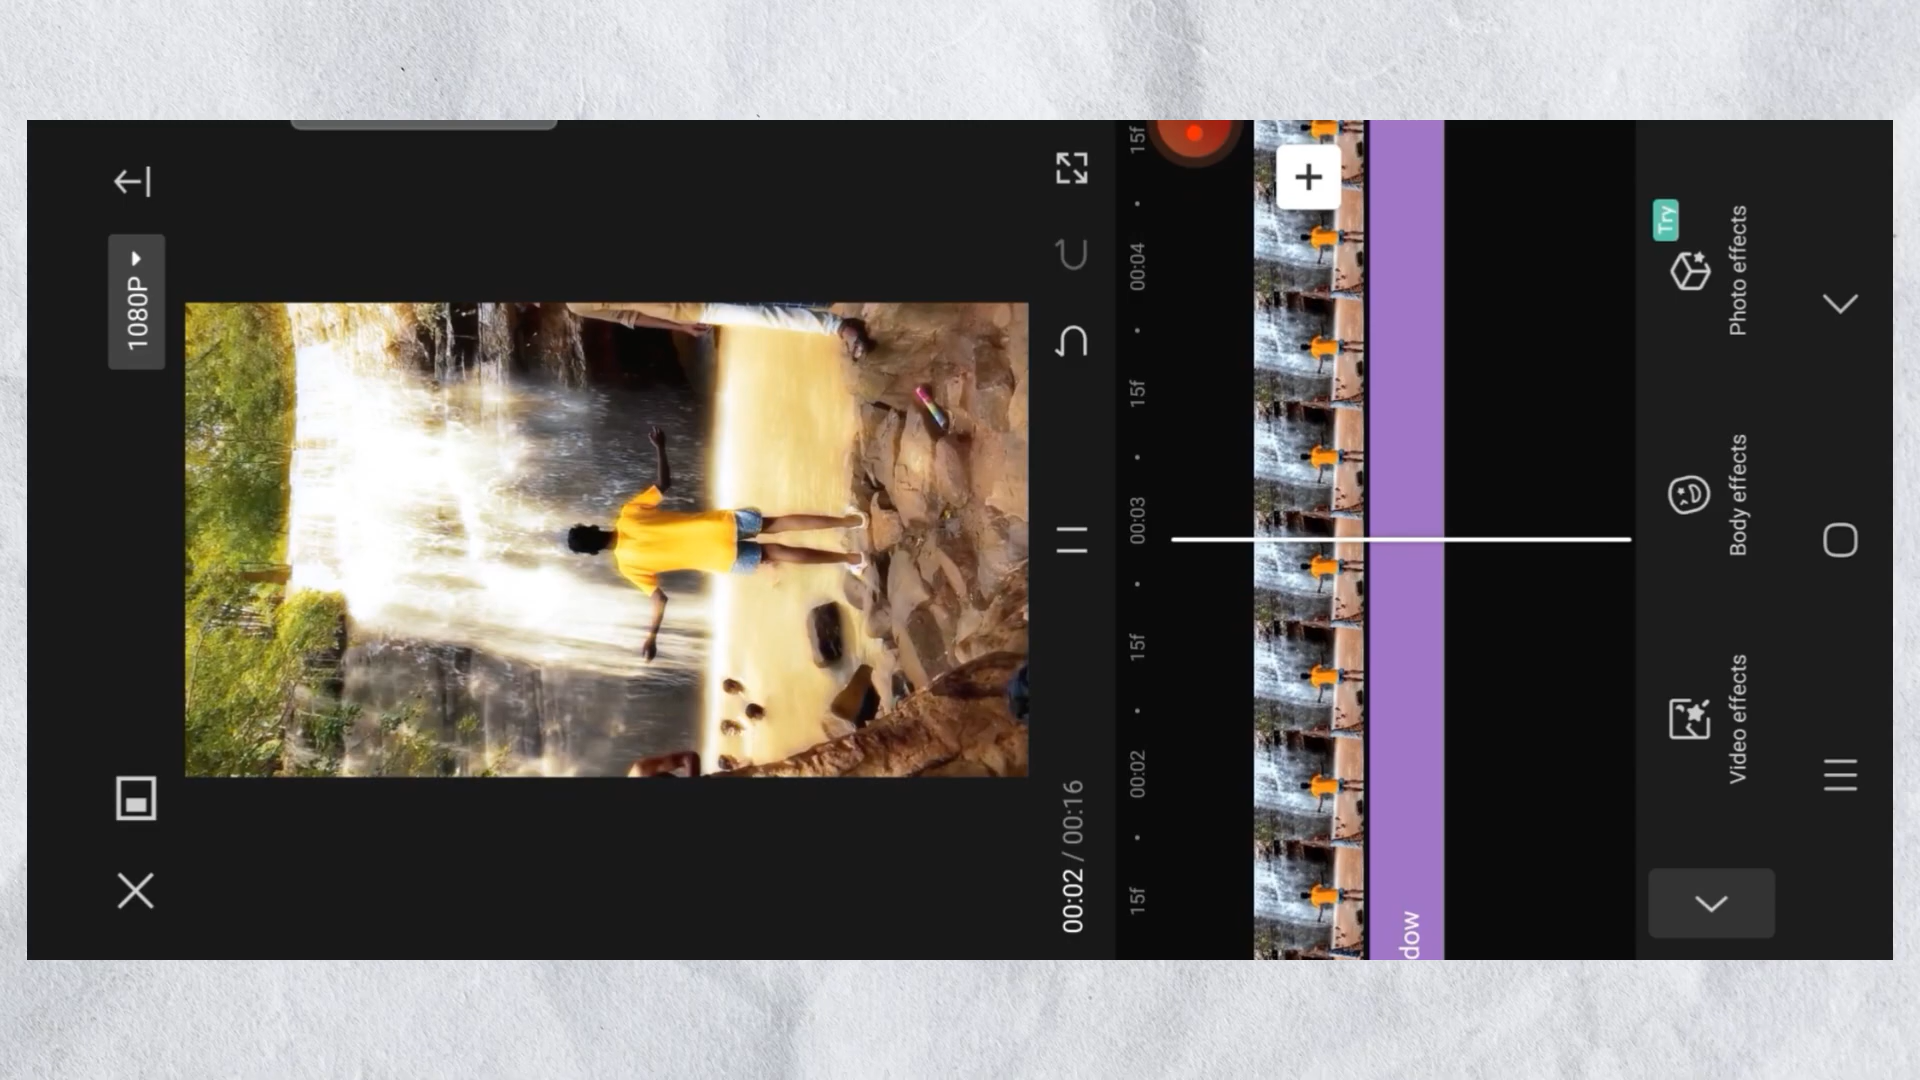 1080P
00:02 / 00:16
15f · 00:02 · 15f · 00:03 · 15f · 00:04 · 15f
dow
Try
Video effects Body effects Photo effects